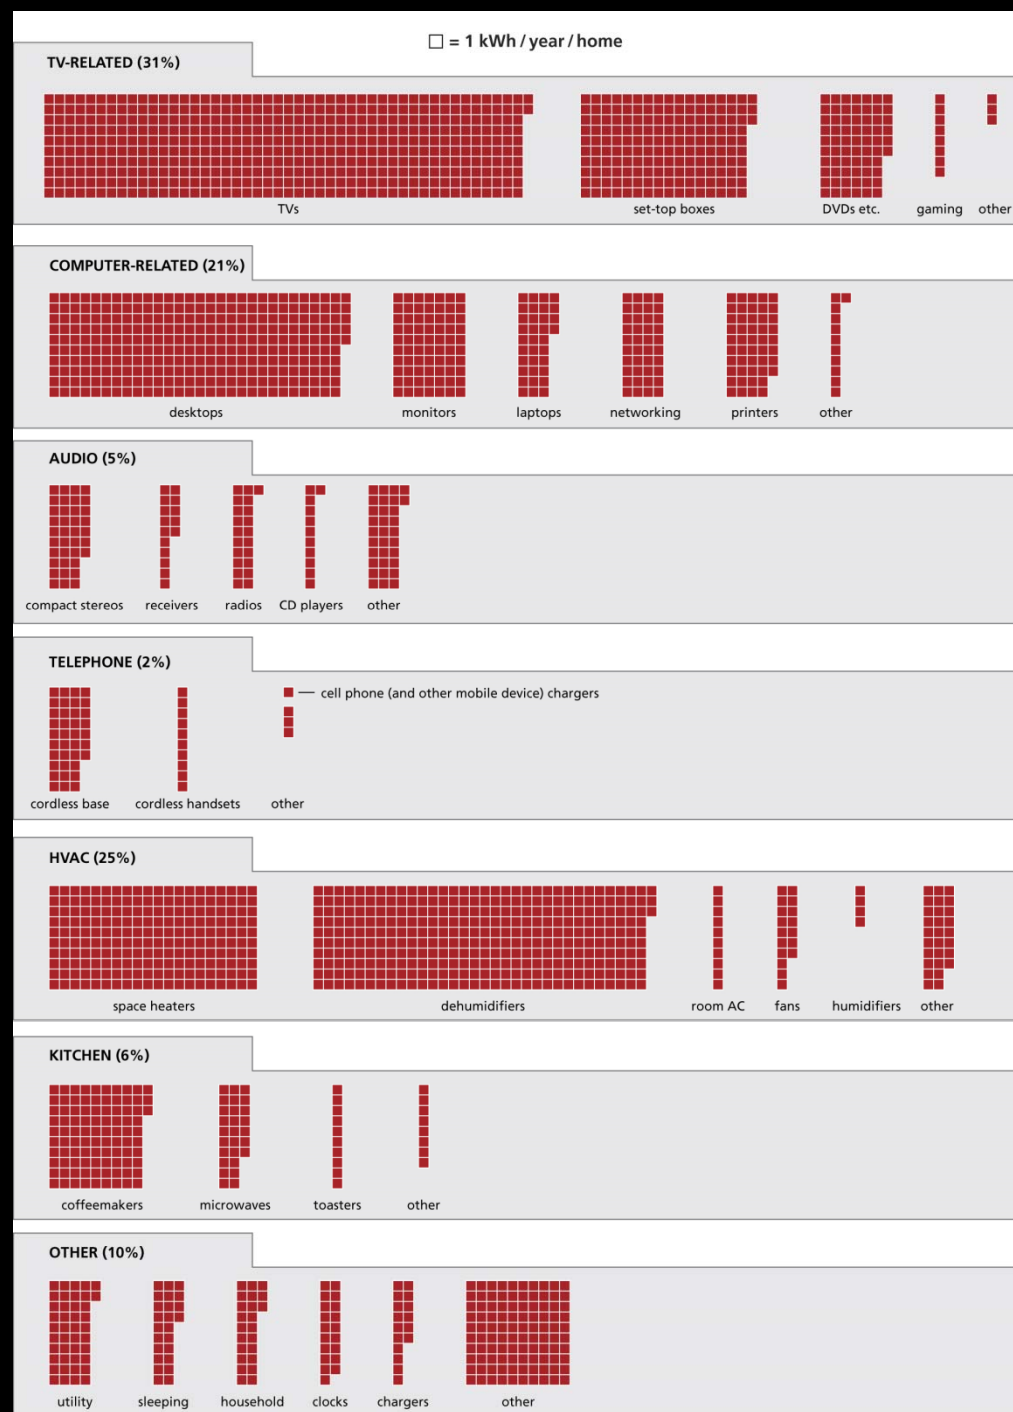 □ = 1 kWh / year / home
TV-RELATED (31%)
TVs set-top boxes DVDs etc. gaming other
COMPUTER-RELATED (21%)
desktops monitors laptops networking printers other
AUDIO (5%)
compact stereos receivers radios CD players other
TELEPHONE (2%)
cell phone (and other mobile device) chargers
cordless base cordless handsets other
HVAC (25%)
space heaters dehumidifiers room AC fans humidifiers other
KITCHEN (6%)
coffeemakers microwaves toasters other
OTHER (10%)
utility sleeping household clocks chargers other